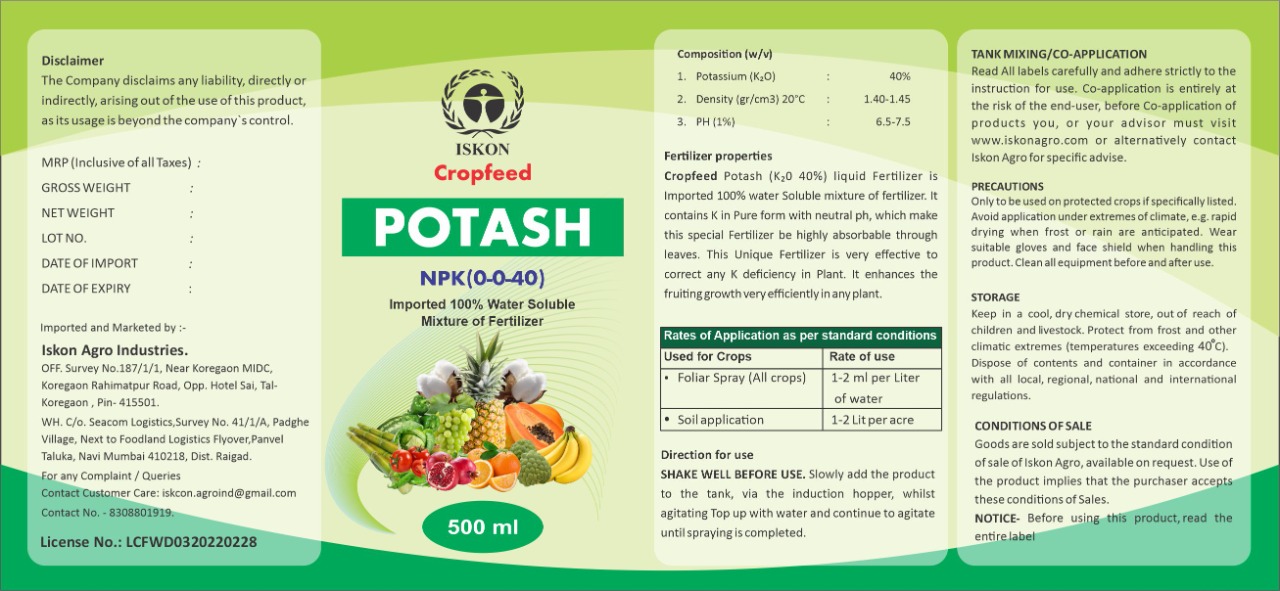 Disclaimer
The Company disclaims any liability, directly or
indirectly, arising out of the use of this product,
as its usage is beyond the company`s control.
MRP (Inclusive of all Taxes) :
GROSS WEIGHT :
NET WEIGHT :
LOT NO. :
DATE OF IMPORT :
DATE OF EXPIRY :
Imported and Marketed by :-
Iskon Agro Industries.
OFF. Survey No.187/1/1, Near Koregaon MIDC,
Koregaon Rahimatpur Road, Opp. Hotel Sai, Tal-
Koregaon , Pin- 415501.
WH. C/o. Seacom Logistics,Survey No. 41/1/A, Padghe
Village, Next to Foodland Logistics Flyover,Panvel
Taluka, Navi Mumbai 410218, Dist. Raigad.
For any Complaint / Queries
Contact Customer Care: iskcon.agroind@gmail.com
Contact No. - 8308801919.
License No.: LCFWD0320220228
ISKON
Cropfeed
POTASH
NPK(0-0-40)
Imported 100% Water Soluble
Mixture of Fertilizer
500 ml
Composition (w/v)
1. Potassium (K₂O) : 40%
2. Density (gr/cm3) 20°C : 1.40-1.45
3. PH (1%) : 6.5-7.5
Fertilizer properties
Cropfeed Potash (K₂0 40%) liquid Fertilizer is
Imported 100% water Soluble mixture of fertilizer. It
contains K in Pure form with neutral ph, which make
this special Fertilizer be highly absorbable through
leaves. This Unique Fertilizer is very effective to
correct any K deficiency in Plant. It enhances the
fruiting growth very efficiently in any plant.
Rates of Application as per standard conditions
Used for Crops Rate of use
• Foliar Spray (All crops) 1-2 ml per Liter
of water
• Soil application 1-2 Lit per acre
Direction for use
SHAKE WELL BEFORE USE. Slowly add the product
to the tank, via the induction hopper, whilst
agitating Top up with water and continue to agitate
until spraying is completed.
TANK MIXING/CO-APPLICATION
Read All labels carefully and adhere strictly to the
instruction for use. Co-application is entirely at
the risk of the end-user, before Co-application of
products you, or your advisor must visit
www.iskonagro.com or alternatively contact
Iskon Agro for specific advise.
PRECAUTIONS
Only to be used on protected crops if specifically listed.
Avoid application under extremes of climate, e.g. rapid
drying when frost or rain are anticipated. Wear
suitable gloves and face shield when handling this
product. Clean all equipment before and after use.
STORAGE
Keep in a cool, dry chemical store, out of reach of
children and livestock. Protect from frost and other
climatic extremes (temperatures exceeding 40°C).
Dispose of contents and container in accordance
with all local, regional, national and international
regulations.
CONDITIONS OF SALE
Goods are sold subject to the standard condition
of sale of Iskon Agro, available on request. Use of
the product implies that the purchaser accepts
these conditions of Sales.
NOTICE- Before using this product, read the
entire label